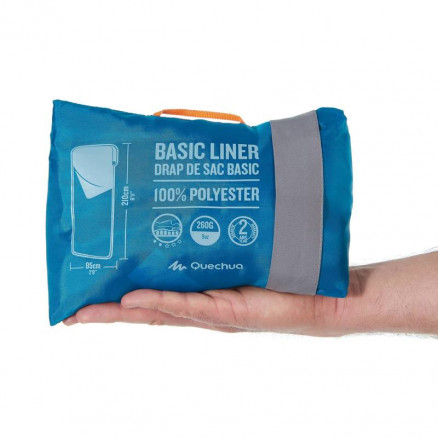 BASIC LINER
DRAP DE SAC BASIC
100% POLYESTER
210cm
85cm
260G
2
Quechua